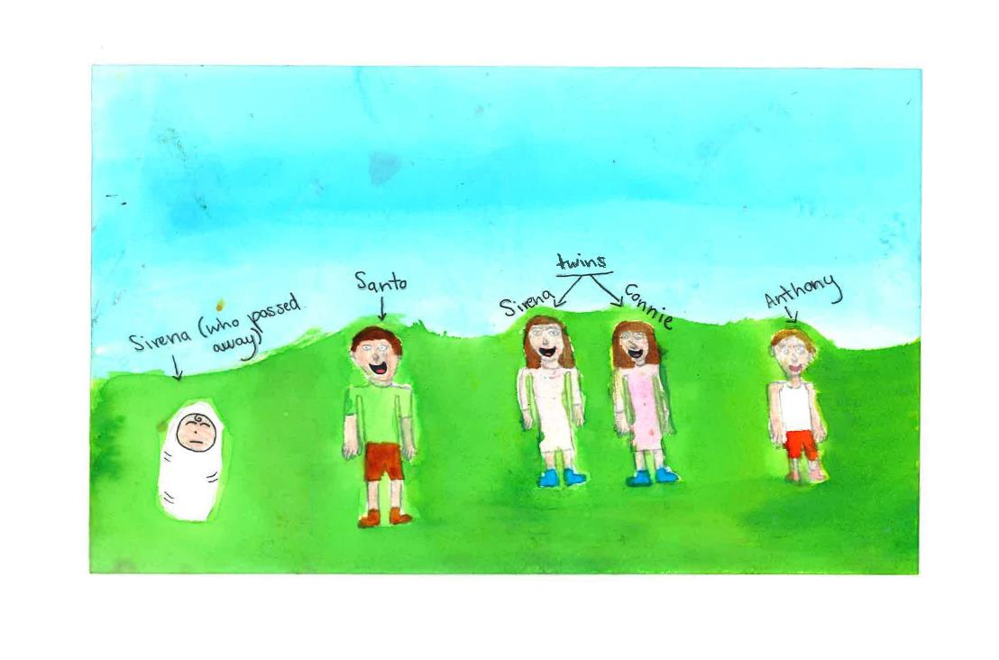 Sirena (who passed
away)
Santo
twins
Sirena
Connie
Anthony